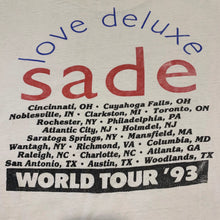 love deluxe
sade
Cincinnati, OH • Cuyahoga Falls, OH
Noblesville, IN • Clarkston, MI • Toronto, ON
Rochester, NY • Philadelphia, PA
Atlantic City, NJ • Holmdel, NJ
Saratoga Springs, NY • Mansfield, MA
Wantagh, NY • Richmond, VA • Columbia, MD
Raleigh, NC • Charlotte, NC • Atlanta, GA
San Antonio, TX • Austin, TX • Woodlands, TX
WORLD TOUR '93